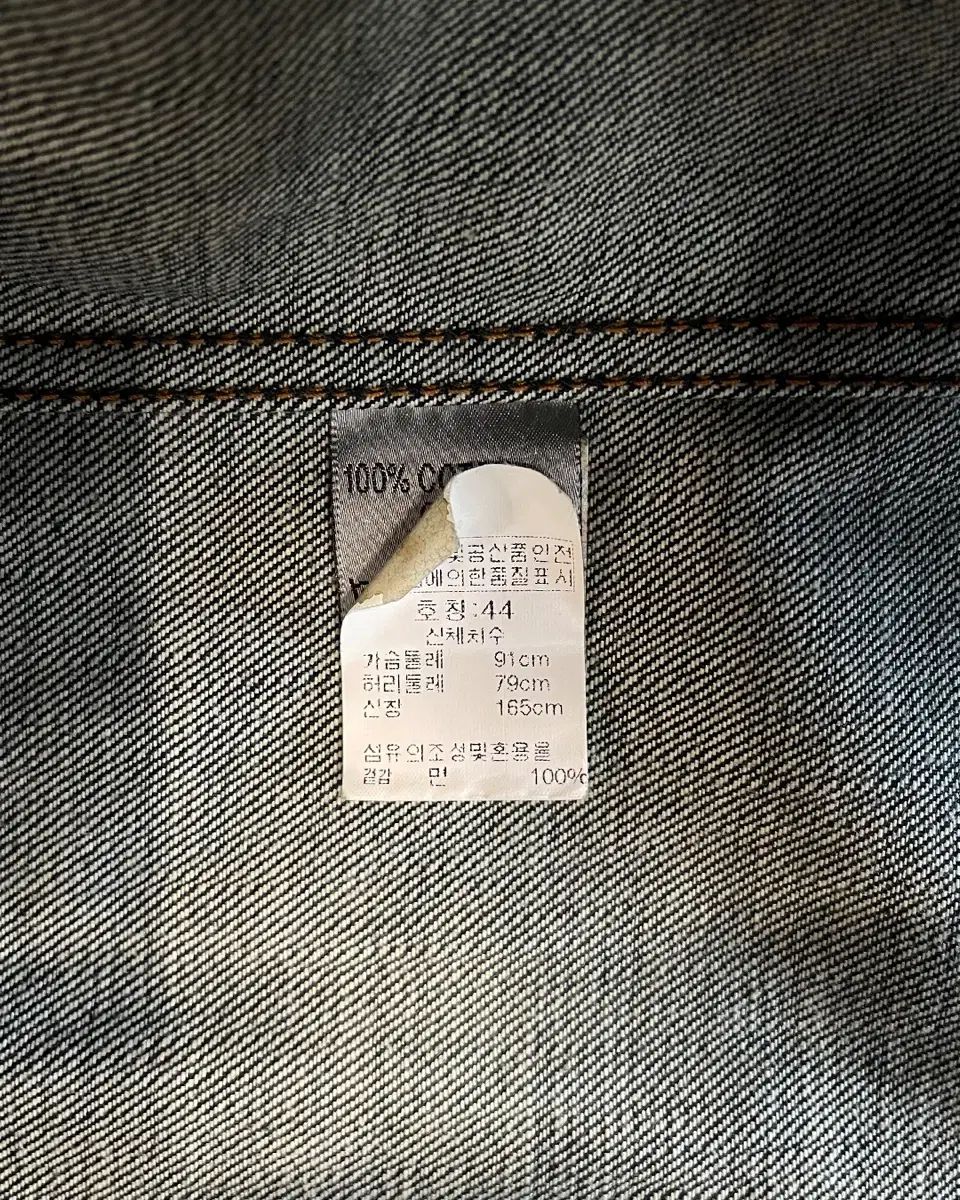 100% CO
및공산품안전
에의한품질표시
호칭:44
신체치수
가슴둘레 91cm
허리둘레 79cm
신장 165cm
섬유의조성및혼용율
겉감 면 100%